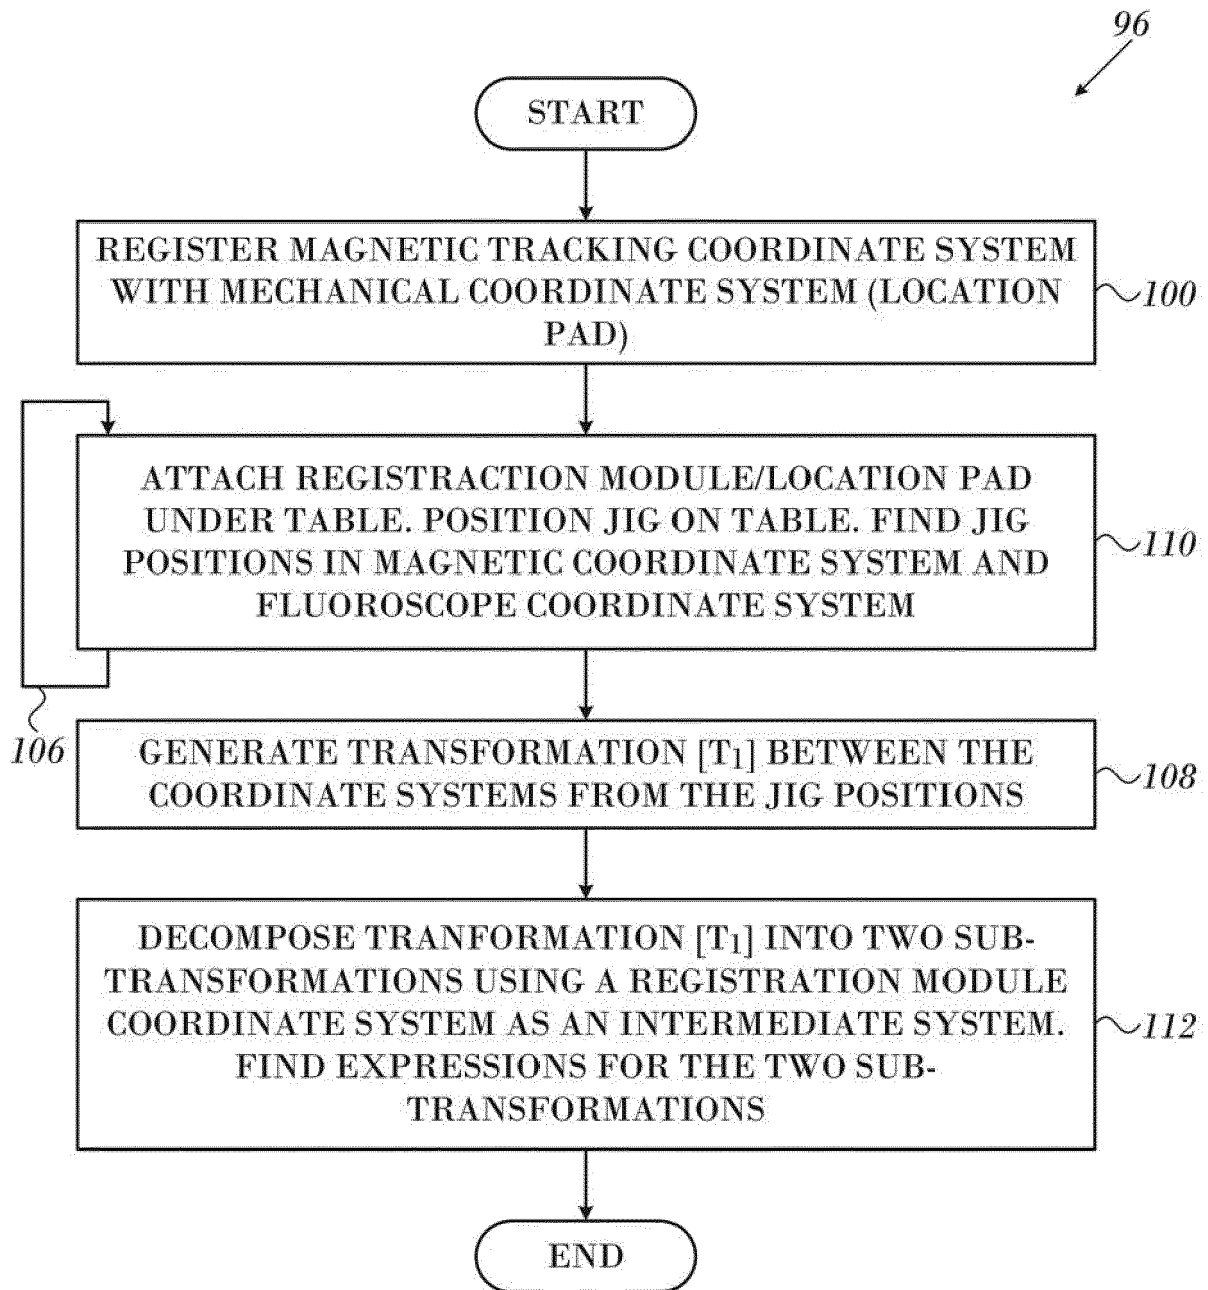 96
START
REGISTER MAGNETIC TRACKING COORDINATE SYSTEM
WITH MECHANICAL COORDINATE SYSTEM (LOCATION
PAD)
100
ATTACH REGISTRACTION MODULE/LOCATION PAD
UNDER TABLE. POSITION JIG ON TABLE. FIND JIG
POSITIONS IN MAGNETIC COORDINATE SYSTEM AND
FLUOROSCOPE COORDINATE SYSTEM
110
106
GENERATE TRANSFORMATION [T1] BETWEEN THE
COORDINATE SYSTEMS FROM THE JIG POSITIONS
108
DECOMPOSE TRANFORMATION [T1] INTO TWO SUB-
TRANSFORMATIONS USING A REGISTRATION MODULE
COORDINATE SYSTEM AS AN INTERMEDIATE SYSTEM.
FIND EXPRESSIONS FOR THE TWO SUB-
TRANSFORMATIONS
112
END